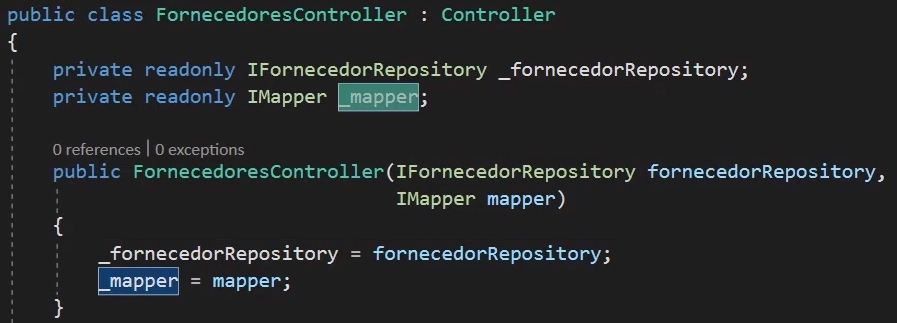 public class FornecedoresController : Controller
{
private readonly IFornecedorRepository _fornecedorRepository;
private readonly IMapper _mapper;
0 references | 0 exceptions
public FornecedoresController(IFornecedorRepository fornecedorRepository,
IMapper mapper)
{
_fornecedorRepository = fornecedorRepository;
_mapper = mapper;
}